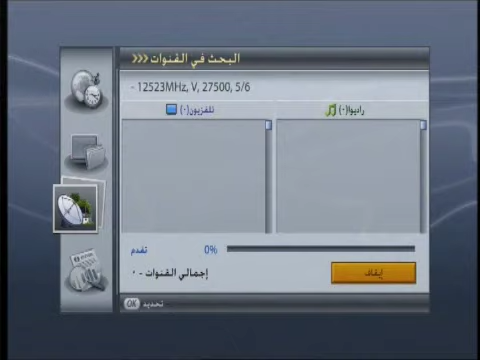 البحث في القنوات >>>
- 12523MHz, V, 27500, 5/6
راديو(٠)
تلفزيون(٠)
تقدم 0%
إجمالي القنوات - ٠
إيقاف
OK تحديد